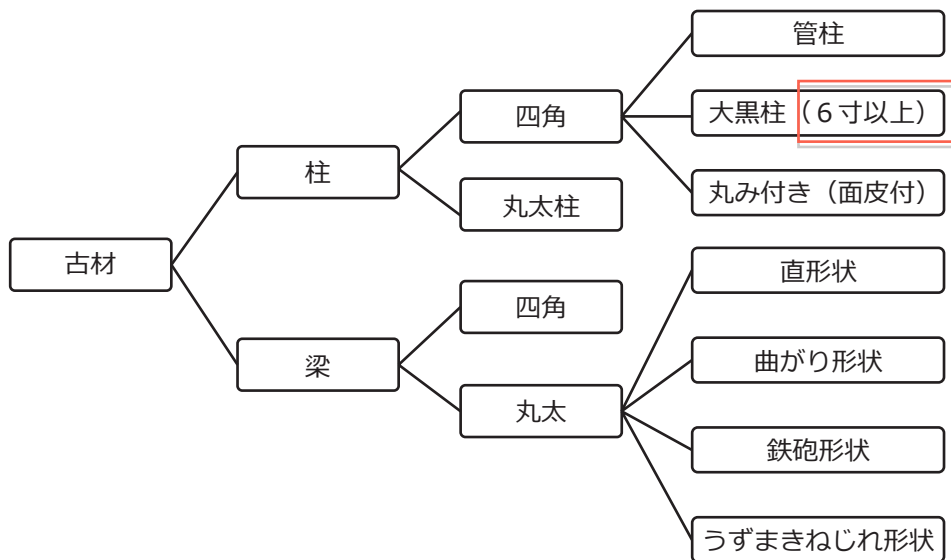 古材
柱
四角
管柱
大黒柱（６寸以上）
丸み付き（面皮付）
丸太柱
梁
四角
丸太
直形状
曲がり形状
鉄砲形状
うずまきねじれ形状